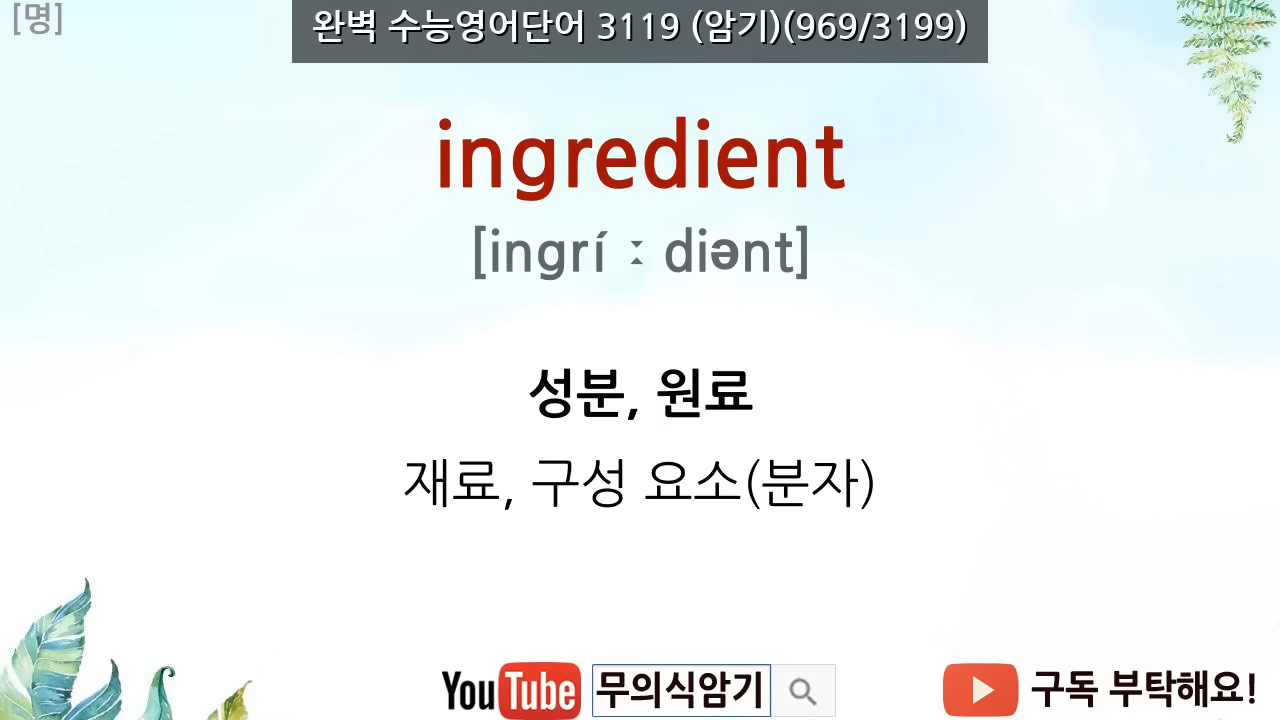 [명]
완벽 수능영어단어 3119 (암기)(969/3199)
ingredient
[ingríːdiənt]
성분, 원료
재료, 구성 요소(분자)
YouTube 무의식암기 구독 부탁해요!